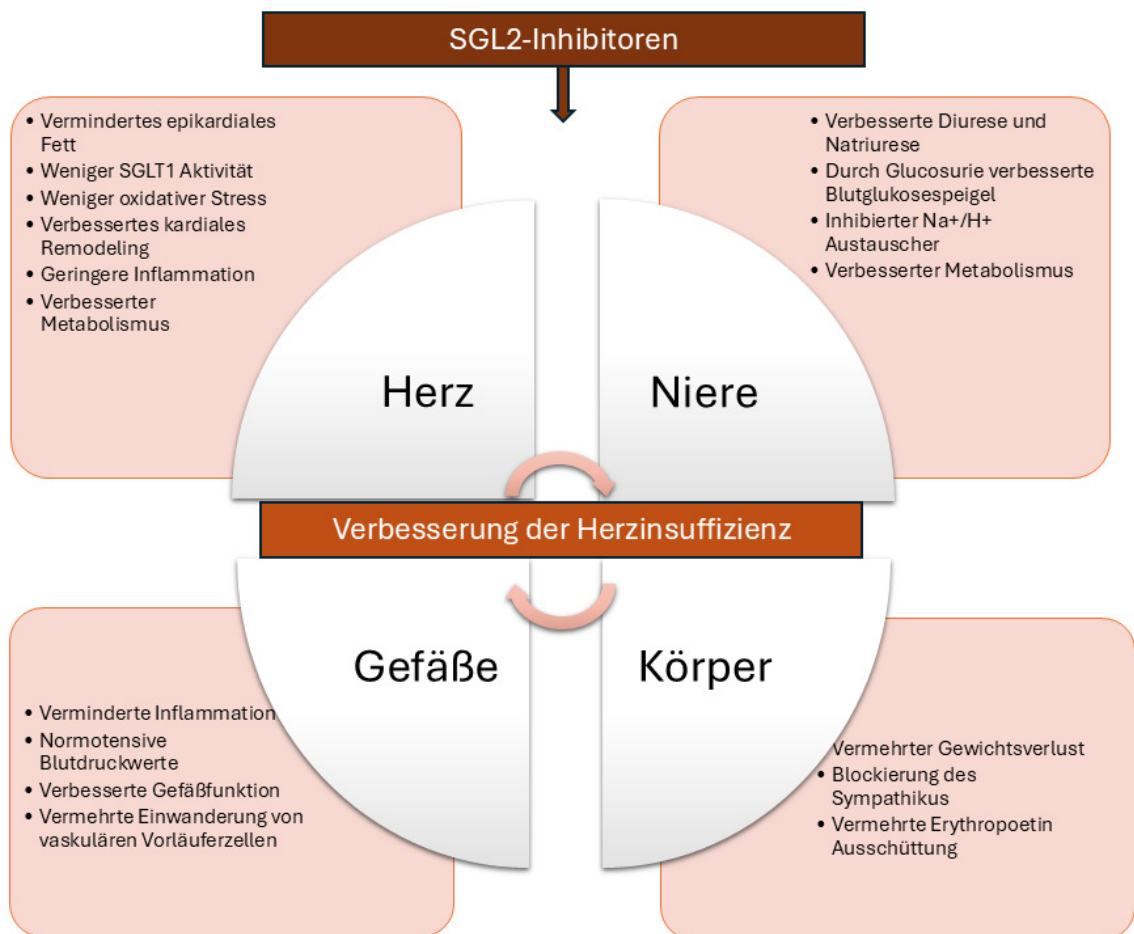 SGL2-Inhibitoren
• Vermindertes epikardiales
Fett
• Weniger SGLT1 Aktivität
• Weniger oxidativer Stress
• Verbessertes kardiales
Remodeling
• Geringere Inflammation
• Verbesserter
Metabolismus
• Verbesserte Diurese und
Natriurese
• Durch Glucosurie verbesserte
Blutglukosespeigel
• Inhibierter Na+/H+
Austauscher
• Verbesserter Metabolismus
Herz
Niere
Verbesserung der Herzinsuffizienz
Gefäße
Körper
• Verminderte Inflammation
• Normotensive
Blutdruckwerte
• Verbesserte Gefäßfunktion
• Vermehrte Einwanderung von
vaskulären Vorläuferzellen
Vermehrter Gewichtsverlust
• Blockierung des
Sympathikus
• Vermehrte Erythropoetin
Ausschüttung